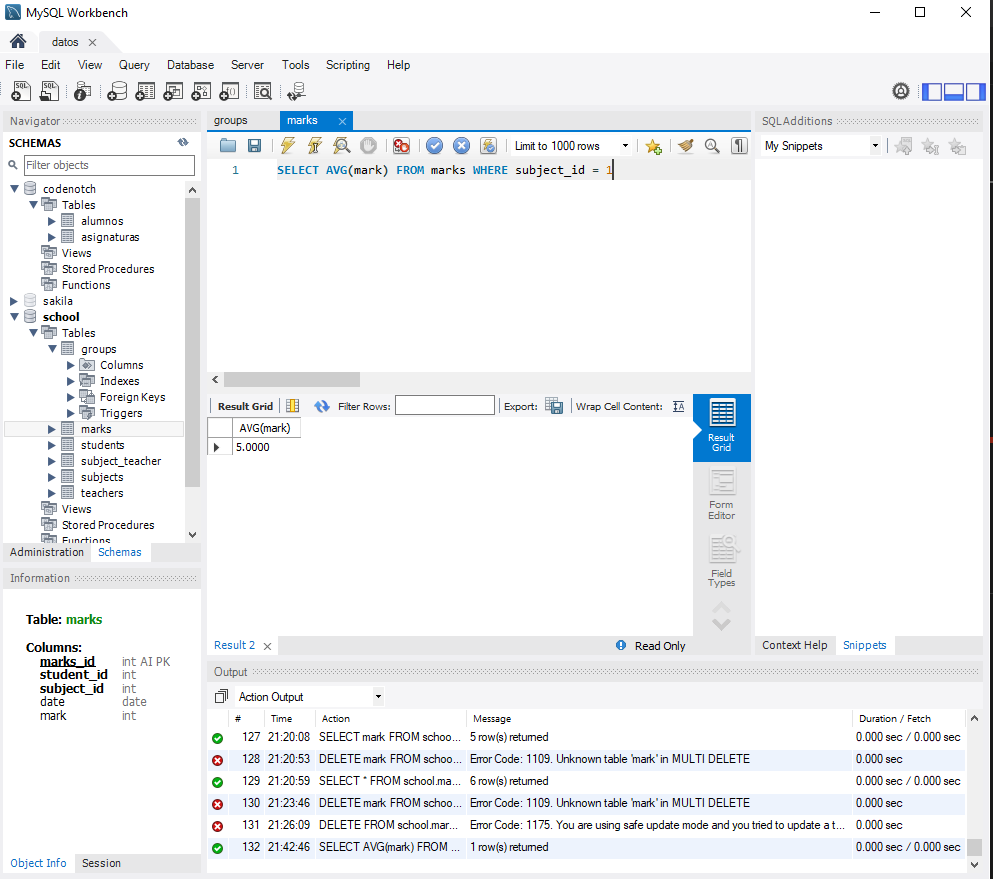 MySQL Workbench
datos
File Edit View Query Database Server Tools Scripting Help
Navigator
SCHEMAS
Filter objects
codenotch
Tables
alumnos
asignaturas
Views
Stored Procedures
Functions
sakila
school
Tables
groups
Columns
Indexes
Foreign Keys
Triggers
marks
students
subject_teacher
subjects
teachers
Views
Stored Procedures
Functions
Administration Schemas
Information
Table: marks
Columns:
marks_id int AI PK
student_id int
subject_id int
date date
mark int
Object Info Session
groups marks
Limit to 1000 rows
1 SELECT AVG(mark) FROM marks WHERE subject_id = 1
Result Grid Filter Rows: Export: Wrap Cell Content:
AVG(mark)
5.0000
Result
Grid
Form
Editor
Field
Types
Result 2 Read Only
SQLAdditions
My Snippets
Context Help Snippets
Output
Action Output
# Time Action Message Duration / Fetch
127 21:20:08 SELECT mark FROM schoo... 5 row(s) returned 0.000 sec / 0.000 sec
128 21:20:53 DELETE mark FROM schoo... Error Code: 1109. Unknown table 'mark' in MULTI DELETE 0.000 sec
129 21:20:59 SELECT * FROM school.ma... 6 row(s) returned 0.000 sec / 0.000 sec
130 21:23:46 DELETE mark FROM schoo... Error Code: 1109. Unknown table 'mark' in MULTI DELETE 0.000 sec
131 21:26:09 DELETE FROM school.mar... Error Code: 1175. You are using safe update mode and you tried to update a t... 0.000 sec
132 21:42:46 SELECT AVG(mark) FROM ... 1 row(s) returned 0.000 sec / 0.000 sec